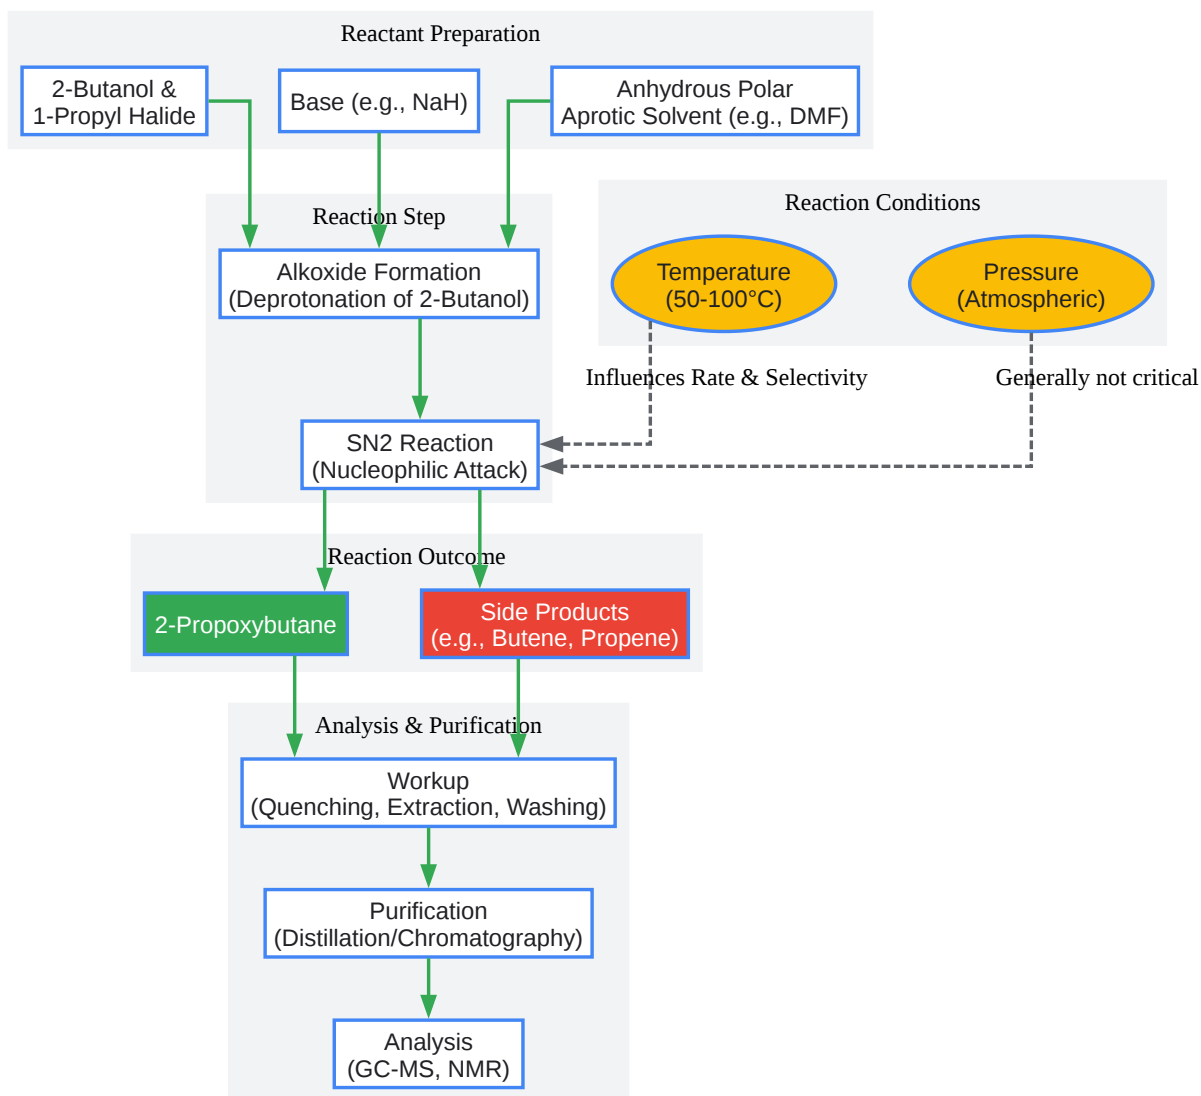 Reactant Preparation
2-Butanol &
1-Propyl Halide
Base (e.g., NaH)
Anhydrous Polar
Aprotic Solvent (e.g., DMF)
Reaction Step
Reaction Conditions
Alkoxide Formation
(Deprotonation of 2-Butanol)
Temperature
(50-100°C)
Pressure
(Atmospheric)
Influences Rate & Selectivity
Generally not critical
SN2 Reaction
(Nucleophilic Attack)
Reaction Outcome
2-Propoxybutane
Side Products
(e.g., Butene, Propene)
Analysis & Purification
Workup
(Quenching, Extraction, Washing)
Purification
(Distillation/Chromatography)
Analysis
(GC-MS, NMR)